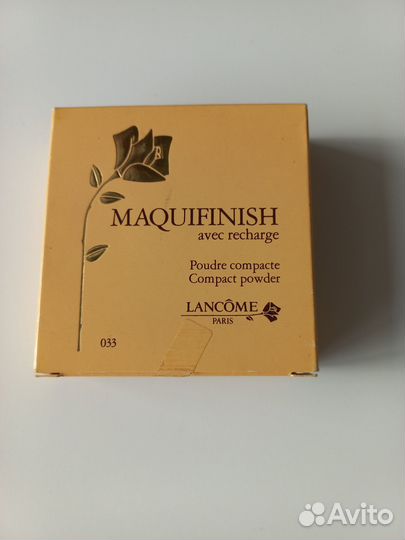 MAQUIFINISH
avec recharge
Poudre compacte
Compact powder
LANCÔME
PARIS
033
Avito